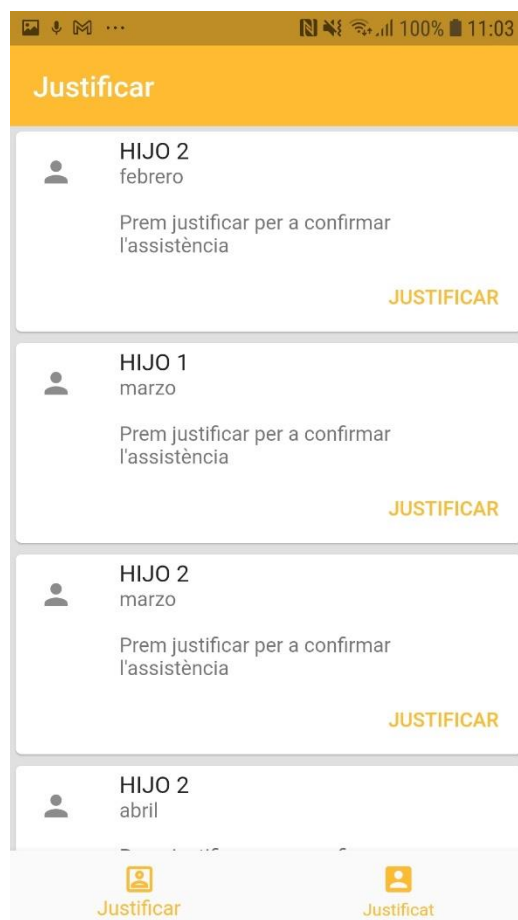 100% 11:03
Justificar
HIJO 2
febrero
Prem justificar per a confirmar
l'assistència
JUSTIFICAR
HIJO 1
marzo
Prem justificar per a confirmar
l'assistència
JUSTIFICAR
HIJO 2
marzo
Prem justificar per a confirmar
l'assistència
JUSTIFICAR
HIJO 2
abril
Justificar
Justificat